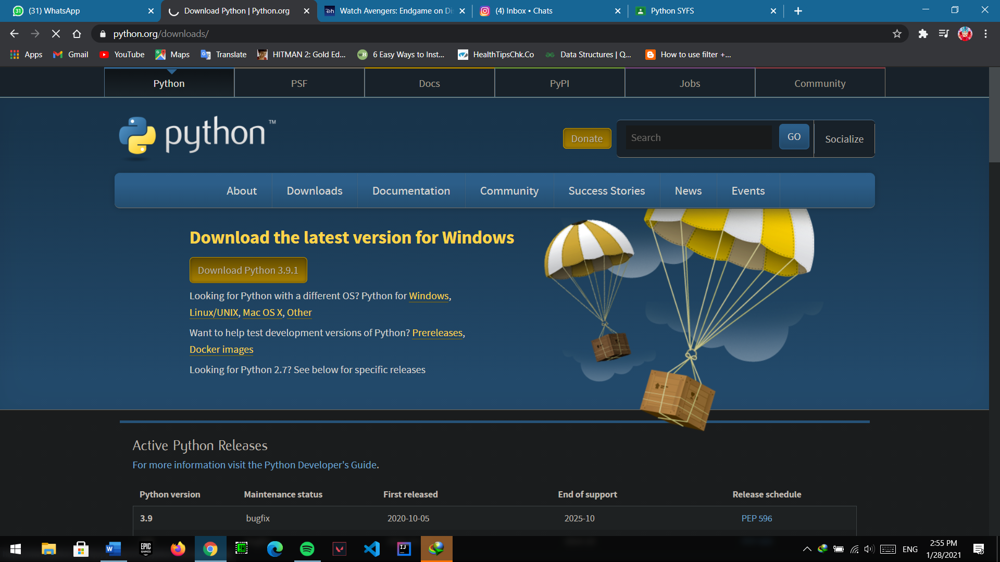 31 (31) WhatsApp
Download Python | Python.org
Watch Avengers: Endgame on Di
(4) Inbox • Chats
Python SYFS
python.org/downloads/
Apps Gmail YouTube Maps Translate HITMAN 2: Gold Ed... 6 Easy Ways to Inst... HealthTipsChk.Co Data Structures | Q... How to use filter +...
Python PSF Docs PyPI Jobs Community
python™
Donate Search GO Socialize
About Downloads Documentation Community Success Stories News Events
Download the latest version for Windows
Download Python 3.9.1
Looking for Python with a different OS? Python for Windows,
Linux/UNIX, Mac OS X, Other
Want to help test development versions of Python? Prereleases,
Docker images
Looking for Python 2.7? See below for specific releases
Active Python Releases
For more information visit the Python Developer's Guide.
Python version Maintenance status First released End of support Release schedule
3.9 bugfix 2020-10-05 2025-10 PEP 596
EPIC GAMES
IJ
ENG
2:55 PM
1/28/2021